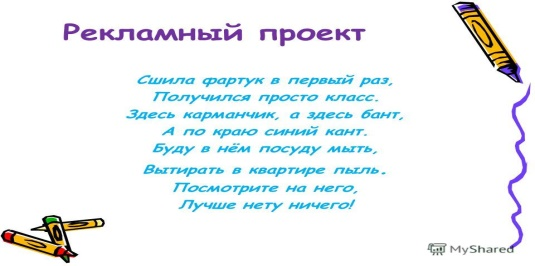 Рекламный проект
Сшила фартук в первый раз,
Получился просто класс.
Здесь карманчик, а здесь бант,
А по краю синий кант.
Буду в нём посуду мыть,
Вытирать в квартире пыль.
Посмотрите на него,
Лучше нету ничего!
MyShared